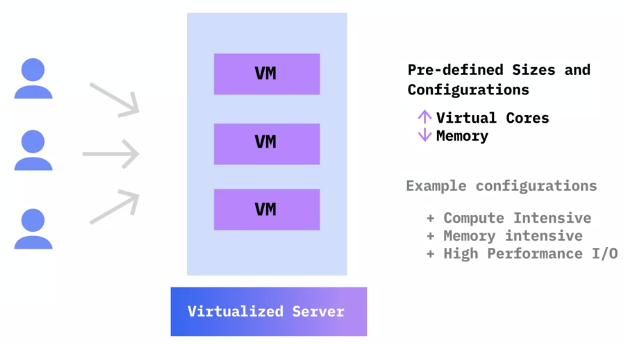 VM
VM
VM
Virtualized Server
Pre-defined Sizes and
Configurations
↑ Virtual Cores
↓ Memory
Example configurations
+ Compute Intensive
+ Memory intensive
+ High Performance I/O